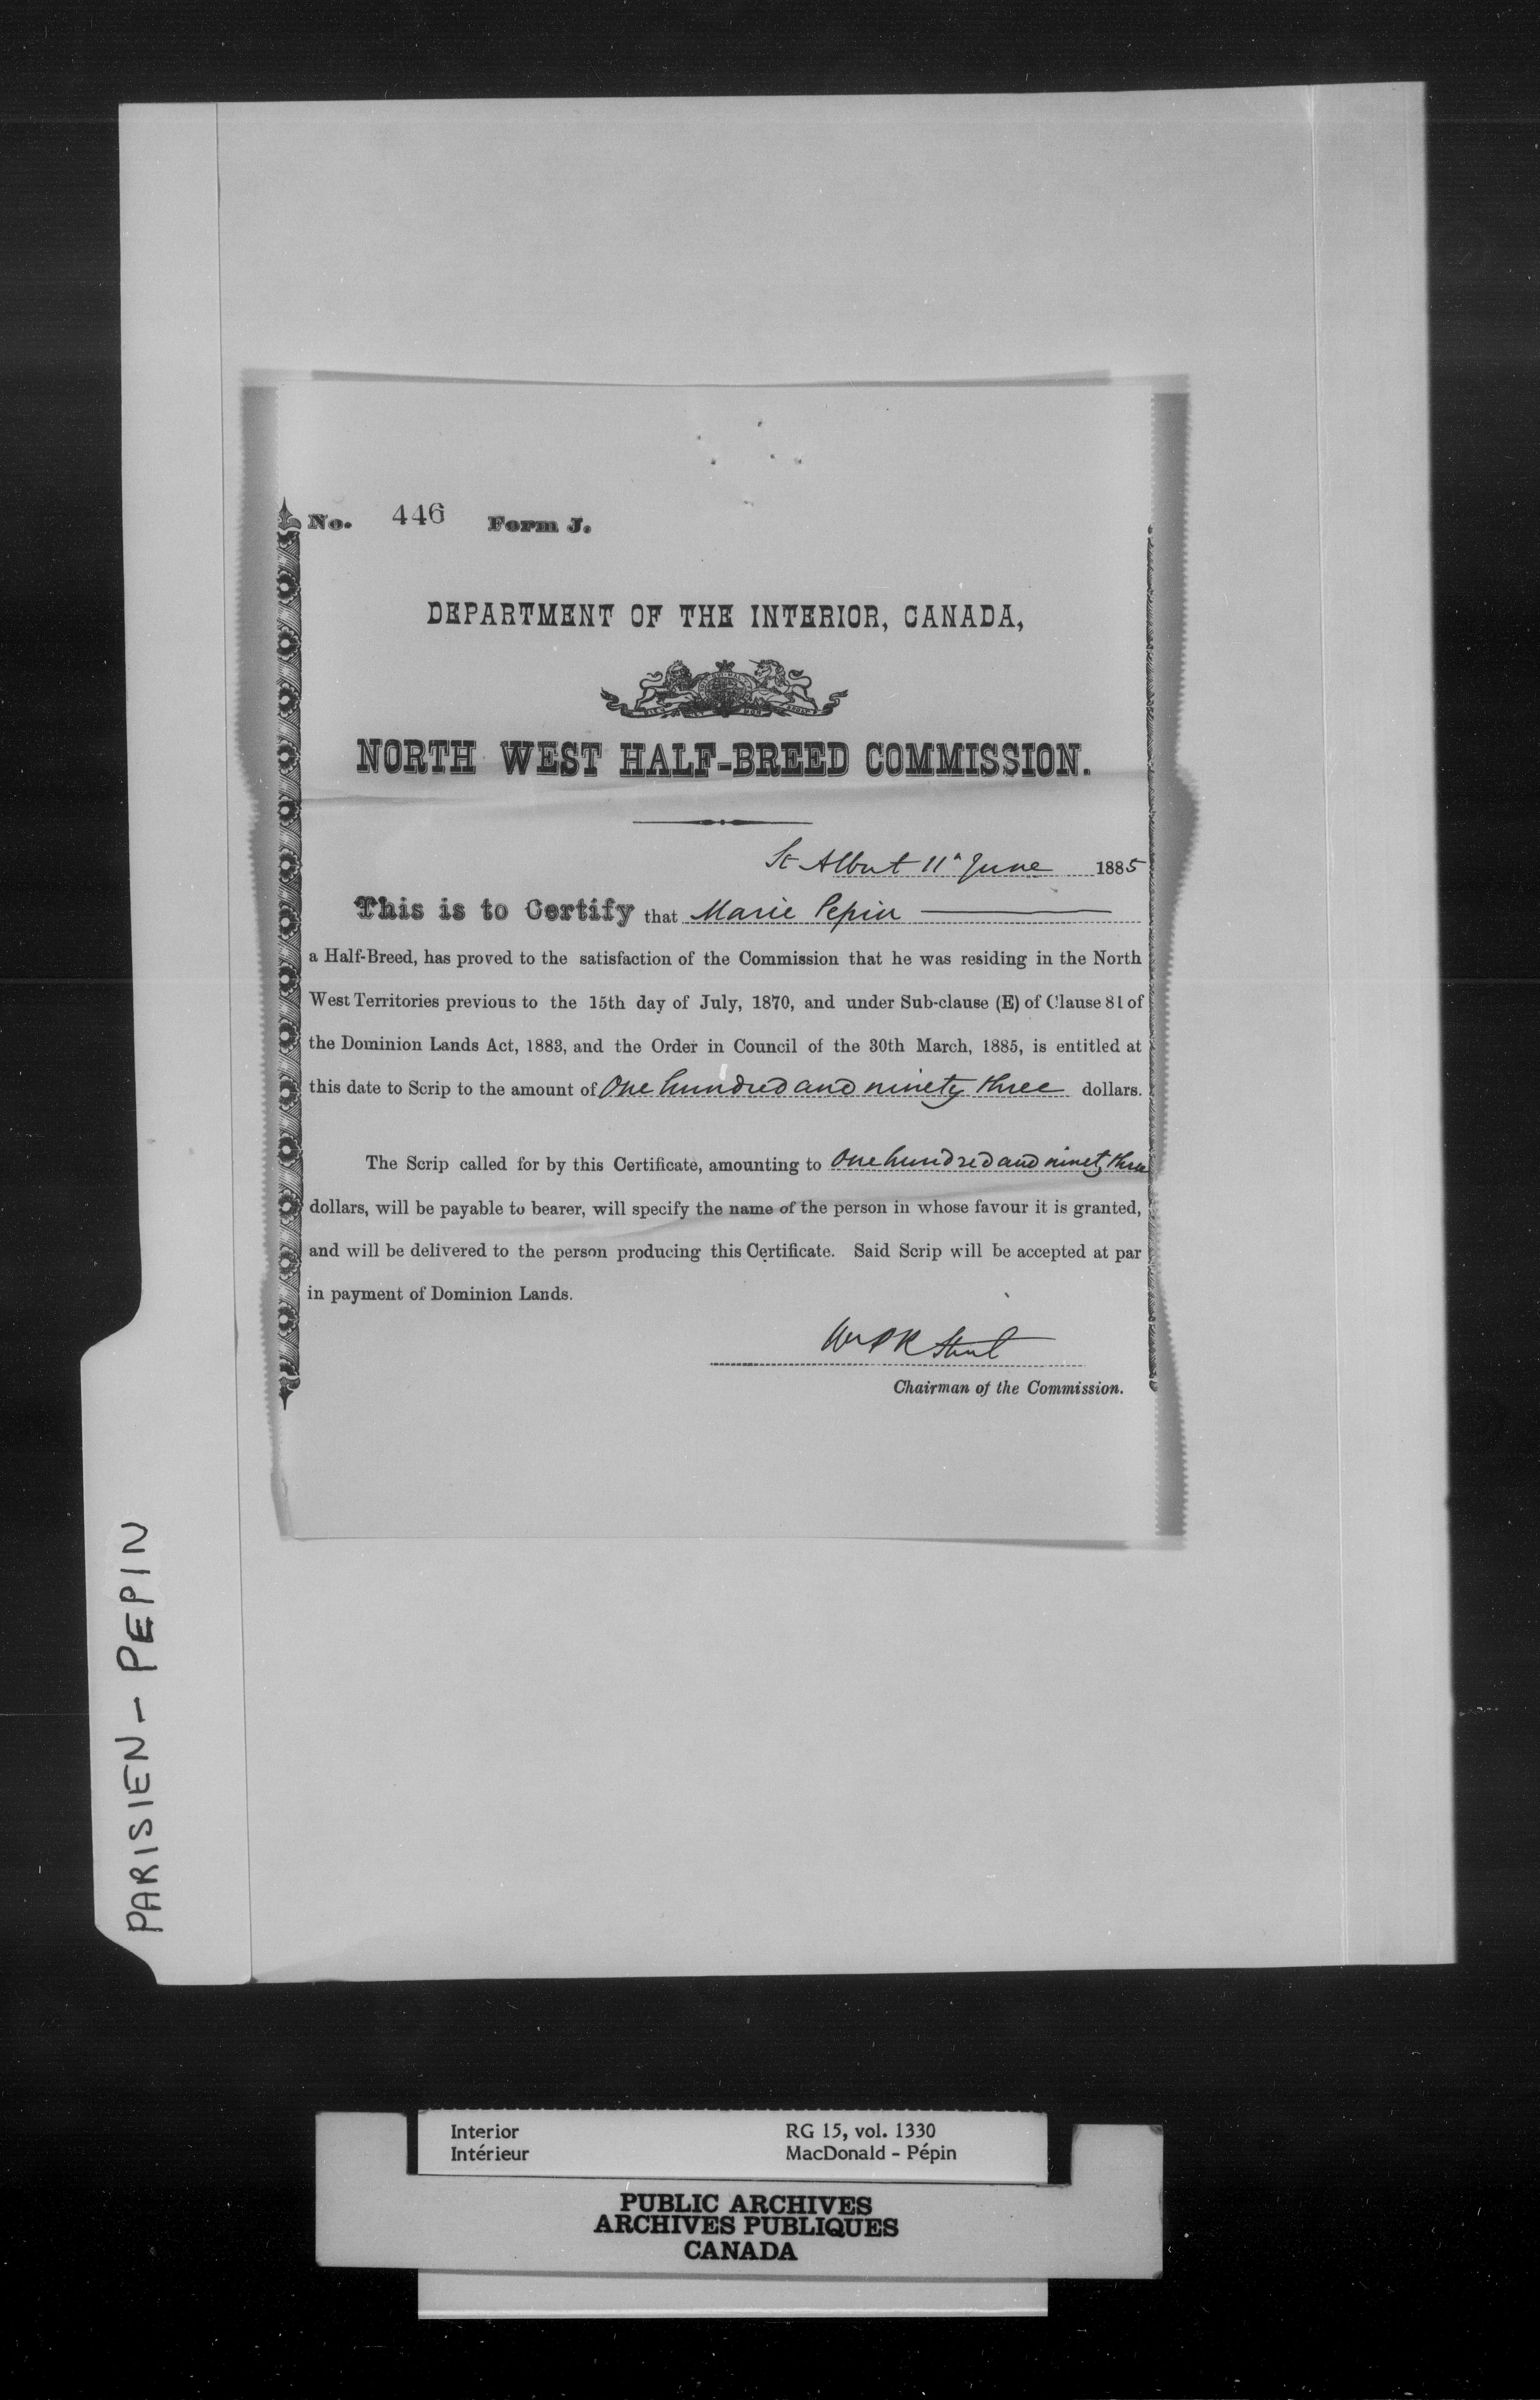 No. 446 Form J.
DEPARTMENT OF THE INTERIOR, CANADA,
NORTH WEST HALF-BREED COMMISSION.
St Albert 11th June 1885
This is to Certify that Marie Pepin
a Half-Breed, has proved to the satisfaction of the Commission that he was residing in the North
West Territories previous to the 15th day of July, 1870, and under Sub-clause (E) of Clause 81 of
the Dominion Lands Act, 1883, and the Order in Council of the 30th March, 1885, is entitled at
this date to Scrip to the amount of One hundred and ninety three dollars.
The Scrip called for by this Certificate, amounting to One hundred and ninety three
dollars, will be payable to bearer, will specify the name of the person in whose favour it is granted,
and will be delivered to the person producing this Certificate. Said Scrip will be accepted at par
in payment of Dominion Lands.
Chairman of the Commission.
PARISIEN - PEPIN
Interior RG 15, vol. 1330
Intérieur MacDonald - Pépin
PUBLIC ARCHIVES
ARCHIVES PUBLIQUES
CANADA